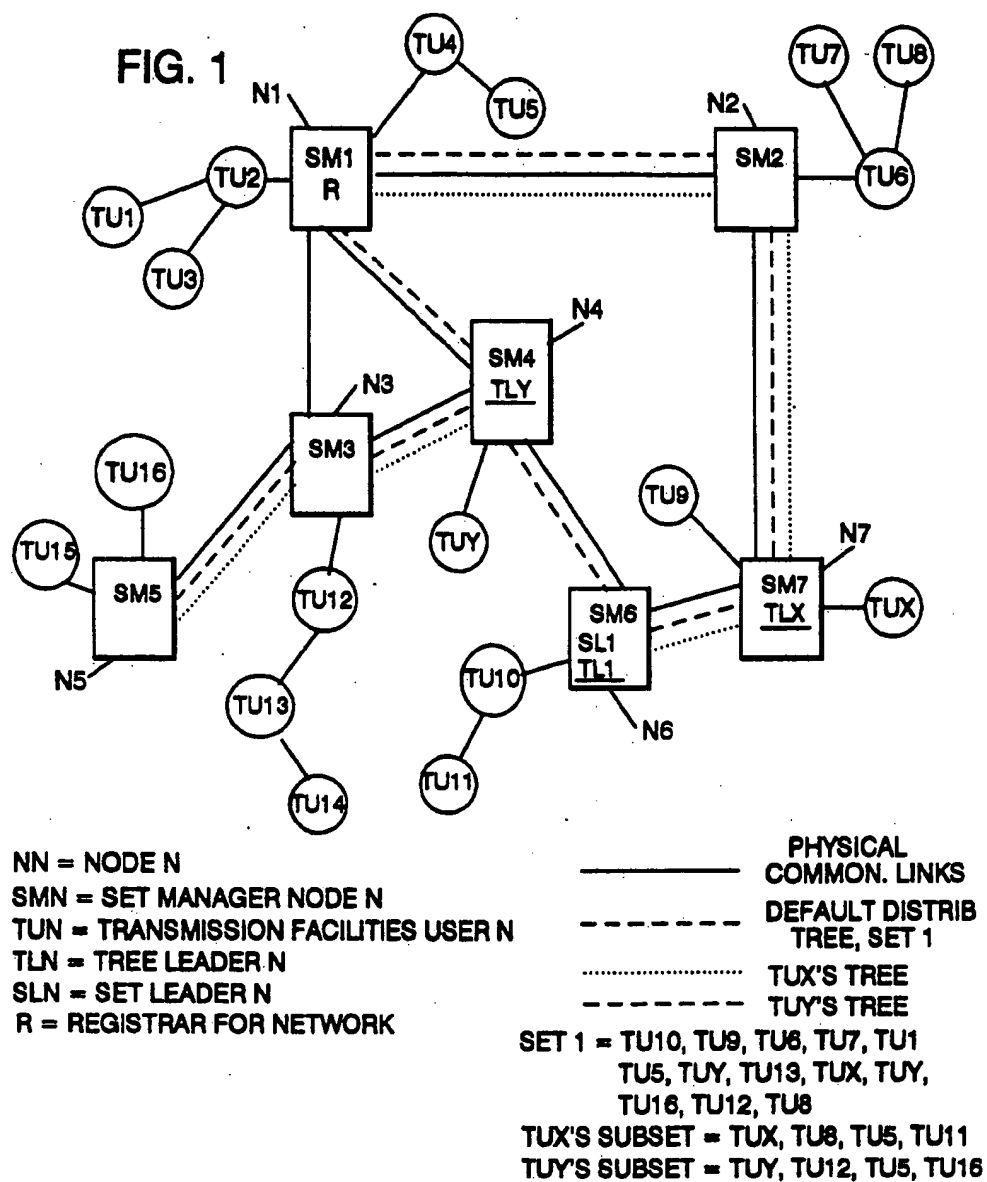 FIG. 1
TU4
TU5
TU7
TU8
N1
N2
SM1
R
SM2
TU2
TU6
TU1
TU3
N4
SM4
TLY
N3
SM3
TU16
TU9
TUY
N7
TU15
SM5
SM7
TLX
TUX
TU12
SM6
SL1
TL1
TU10
N5
TU13
N6
TU11
TU14
NN = NODE N
SMN = SET MANAGER NODE N
TUN = TRANSMISSION FACILITIES USER N
TLN = TREE LEADER N
SLN = SET LEADER N
R = REGISTRAR FOR NETWORK
PHYSICAL
COMMON. LINKS
DEFAULT DISTRIB
TREE, SET 1
TUX'S TREE
TUY'S TREE
SET 1 = TU10, TU9, TU6, TU7, TU1
TU5, TUY, TU13, TUX, TUY,
TU16, TU12, TU8
TUX'S SUBSET = TUX, TU8, TU5, TU11
TUY'S SUBSET = TUY, TU12, TU5, TU16